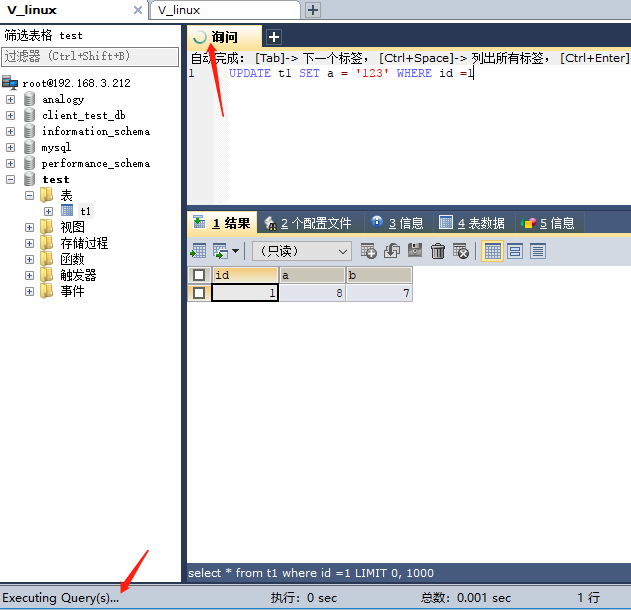 V_linux
V_linux
筛选表格 test
过滤器 (Ctrl+Shift+B)
root@192.168.3.212
analogy
client_test_db
information_schema
mysql
performance_schema
test
表
t1
视图
存储过程
函数
触发器
事件
询问
自动完成： [Tab]-> 下一个标签， [Ctrl+Space]-> 列出所有标签， [Ctrl+Enter]
1 UPDATE t1 SET a = '123' WHERE id =1
1 结果 2 个配置文件 3 信息 4 表数据 5 信息
（只读）
id a b
1 8 7
select * from t1 where id =1 LIMIT 0, 1000
Executing Query(s)... 执行： 0 sec 总数： 0.001 sec 1 行